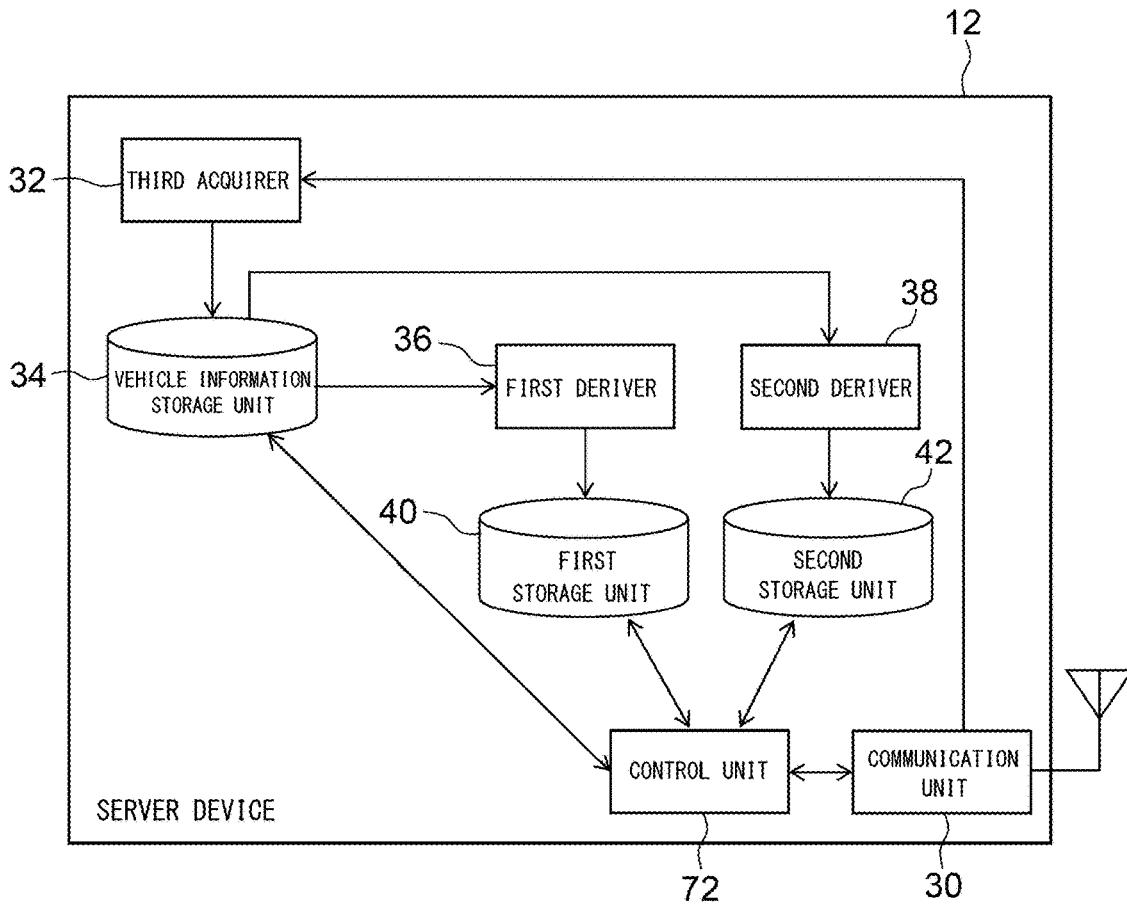 12
32
THIRD ACQUIRER
34
VEHICLE INFORMATION
STORAGE UNIT
36
FIRST DERIVER
38
SECOND DERIVER
40
FIRST
STORAGE UNIT
42
SECOND
STORAGE UNIT
CONTROL UNIT
COMMUNICATION
UNIT
SERVER DEVICE
72
30